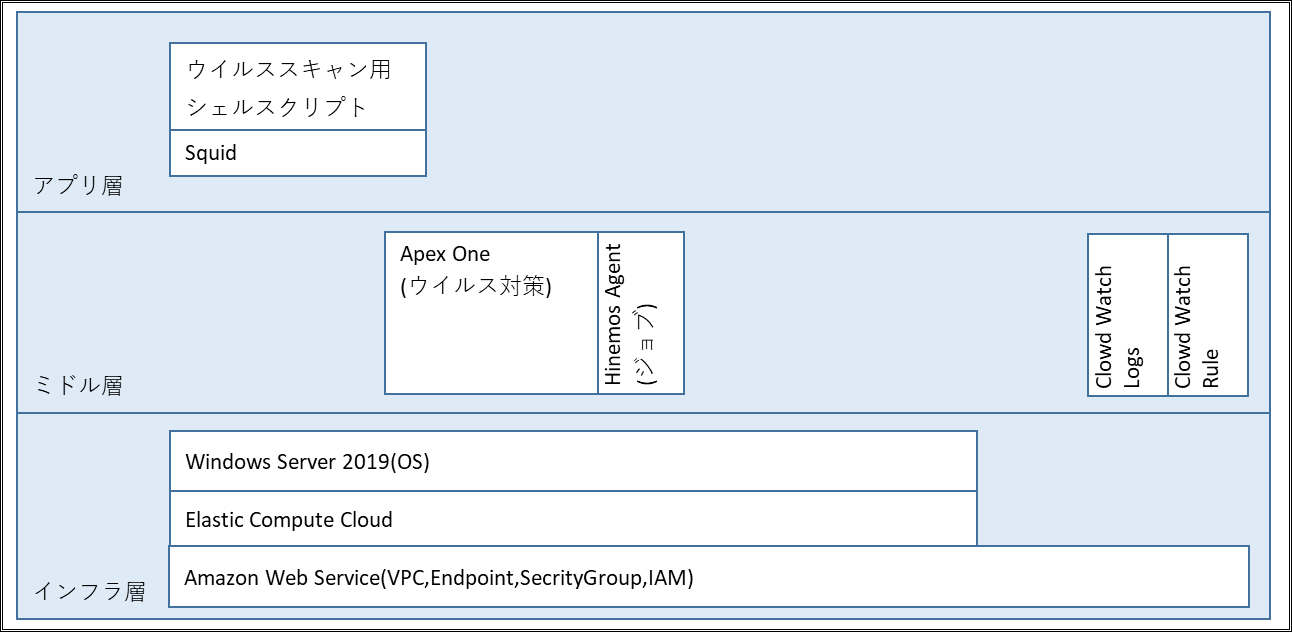 ウイルススキャン用
シェルスクリプト
Squid
アプリ層
Apex One
(ウイルス対策)
Hinemos Agent
(ジョブ)
Clowd Watch
Logs
Clowd Watch
Rule
ミドル層
Windows Server 2019(OS)
Elastic Compute Cloud
Amazon Web Service(VPC,Endpoint,SecrityGroup,IAM)
インフラ層